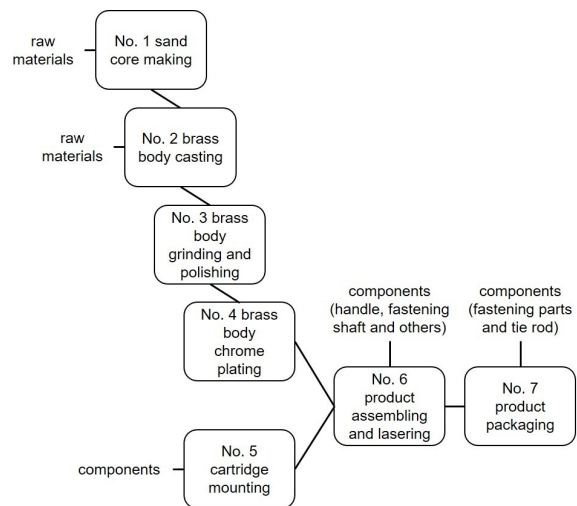 raw
materials
No. 1 sand
core making
raw
materials
No. 2 brass
body casting
No. 3 brass
body
grinding and
polishing
No. 4 brass
body
chrome
plating
components
No. 5
cartridge
mounting
components
(handle, fastening
shaft and others)
No. 6
product
assembling
and lasering
components
(fastening parts
and tie rod)
No. 7
product
packaging